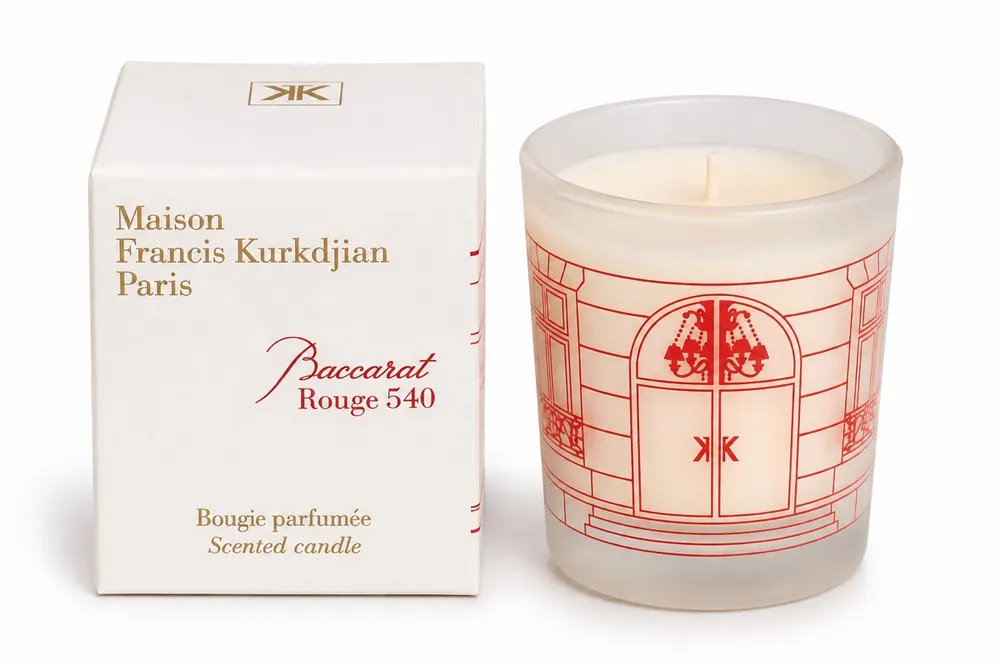 Maison
Francis Kurkdjian
Paris
Baccarat
Rouge 540
Bougie parfumée
Scented candle